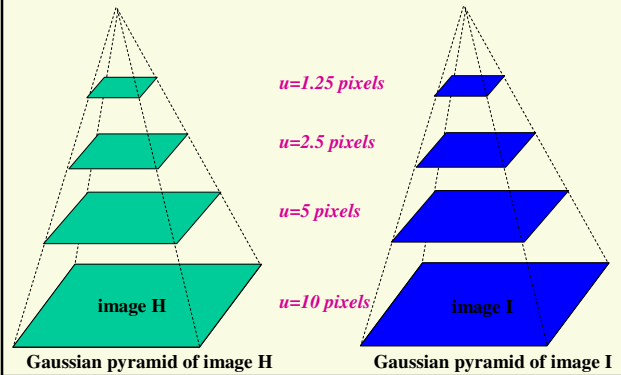 u=1.25 pixels
u=2.5 pixels
u=5 pixels
image H
u=10 pixels
image I
Gaussian pyramid of image H
Gaussian pyramid of image I